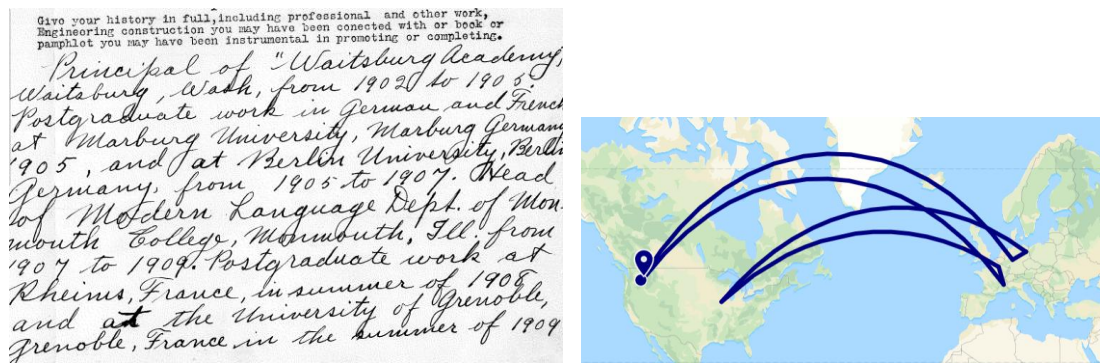 Give your history in full,including professional and other work,
Engineering construction you may have been conected with or book or
pamphlet you may have been instrumental in promoting or completing.
Principal of "Waitsburg Academy,
Waitsburg, Wash, from 1902 to 1905.
Postgraduate work in German and French
at Marburg University, Marburg Germany
1905, and at Berlin University, Berlin
Germany, from 1905 to 1907. Head
of Modern Language Dept. of Mon-
mouth College, Monmouth, Ill. from
1907 to 1909. Postgraduate work at
Rheims, France, in summer of 1908
and at the University of Grenoble,
Grenoble, France in the summer of 1909